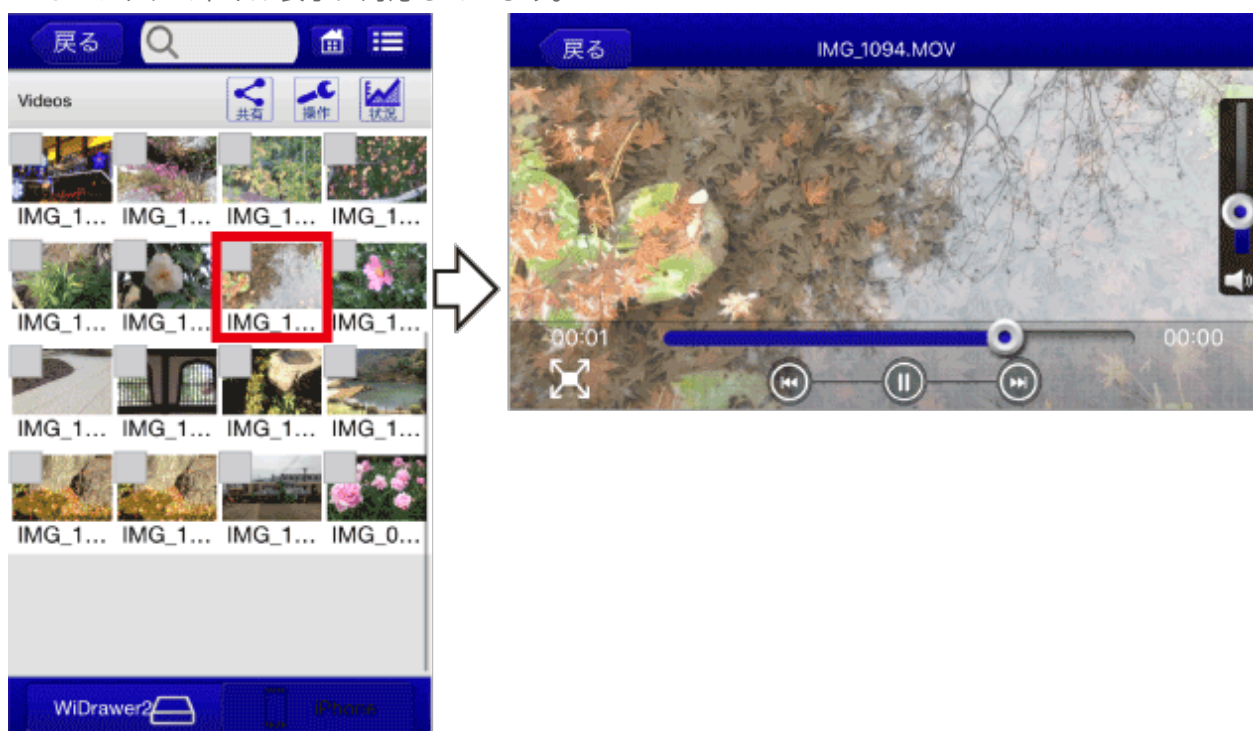 戻る
Videos
共有 操作 状況
IMG_1... IMG_1... IMG_1... IMG_1...
IMG_1... IMG_1... IMG_1... IMG_1...
IMG_1... IMG_1... IMG_1... IMG_1...
IMG_1... IMG_1... IMG_1... IMG_0...
WiDrawer2 iPhone
戻る IMG_1094.MOV
00:01 00:00